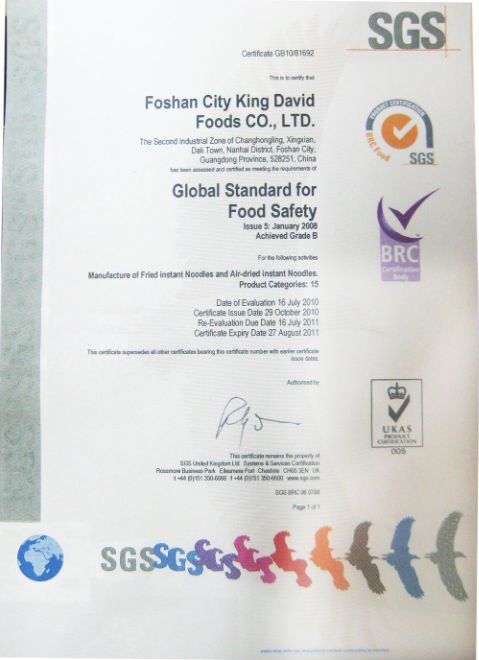 SGS
Certificate GB10/81692
This is to certify that
Foshan City King David
Foods CO., LTD.
The Second Industrial Zone of Changhongling, Xingxian,
Dali Town, Nanhai District, Foshan City,
Guangdong Province, 528251, China
has been assessed and certified as meeting the requirements of
Global Standard for
Food Safety
Issue 5: January 2008
Achieved Grade B
For the following activities
Manufacture of Fried instant Noodles and Air-dried instant Noodles.
Product Categories: 15
Date of Evaluation 16 July 2010
Certificate Issue Date 29 October 2010
Re-Evaluation Due Date 16 July 2011
Certificate Expiry Date 27 August 2011
This certificate supersedes all other certificates bearing this certificate number with earlier certificate
issue dates.
Authorised by
This certificate remains the property of
SGS United Kingdom Ltd Systems & Services Certification
Rossmore Business Park Ellesmere Port Cheshire CH65 3EN UK
t +44 (0)151 350-6666 f +44 (0)151 350-6600 www.sgs.com
SGS BRC 06 0708
Page 1 of 1
PRODUCT CERTIFICATION
BRC Food
SGS
BRC
Certification
Body
UKAS
PRODUCT
CERTIFICATION
005
SGS SGS SGS SGS